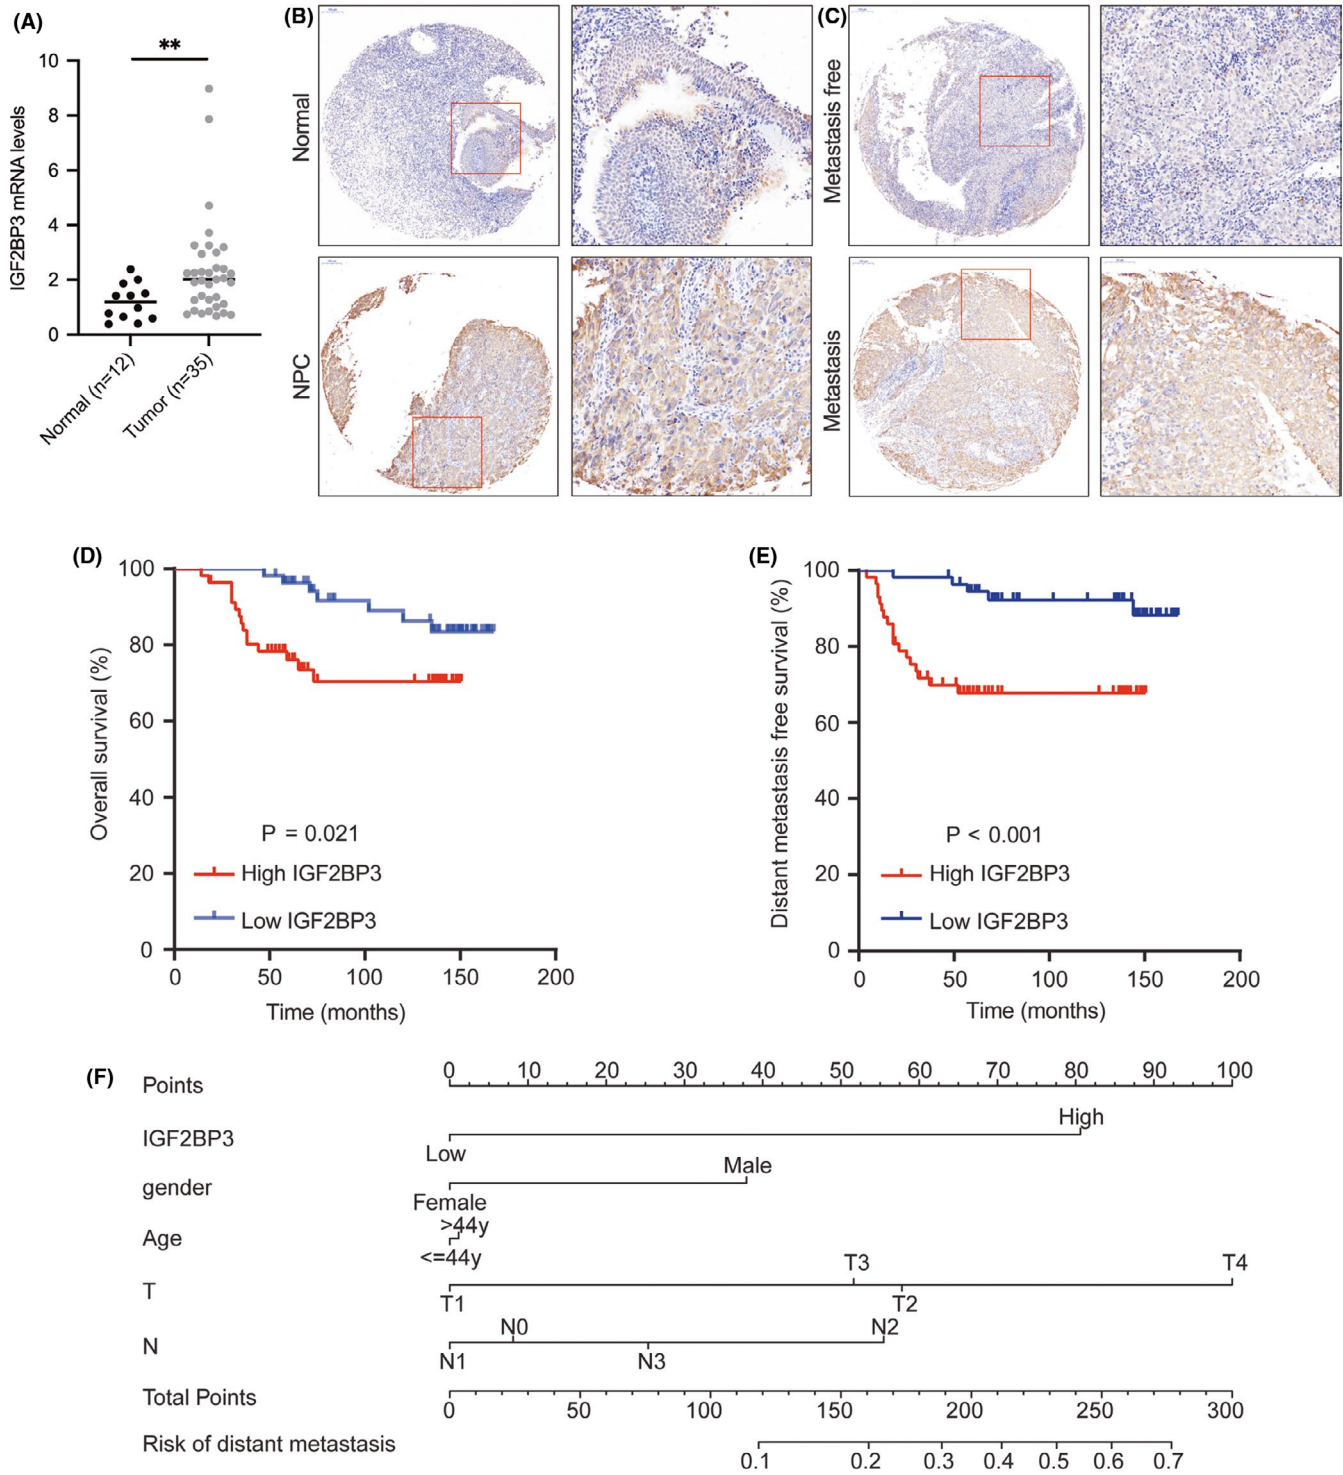 (A)
**
IGF2BP3 mRNA levels
10
8
6
4
2
0
Normal (n=12)
Tumor (n=35)
(B)
Normal
NPC
(C)
Metastasis free
Metastasis
(D)
Overall survival (%)
100
80
60
40
20
0
P = 0.021
High IGF2BP3
Low IGF2BP3
0 50 100 150 200
Time (months)
(E)
Distant metastasis free survival (%)
100
80
60
40
20
0
P < 0.001
High IGF2BP3
Low IGF2BP3
0 50 100 150 200
Time (months)
(F)
Points
0 10 20 30 40 50 60 70 80 90 100
IGF2BP3
High
Low
gender
Male
Female
Age
>44y
<=44y
T
T3 T4
T1 T2
N
N0 N2
N1 N3
Total Points
0 50 100 150 200 250 300
Risk of distant metastasis
0.1 0.2 0.3 0.4 0.5 0.6 0.7